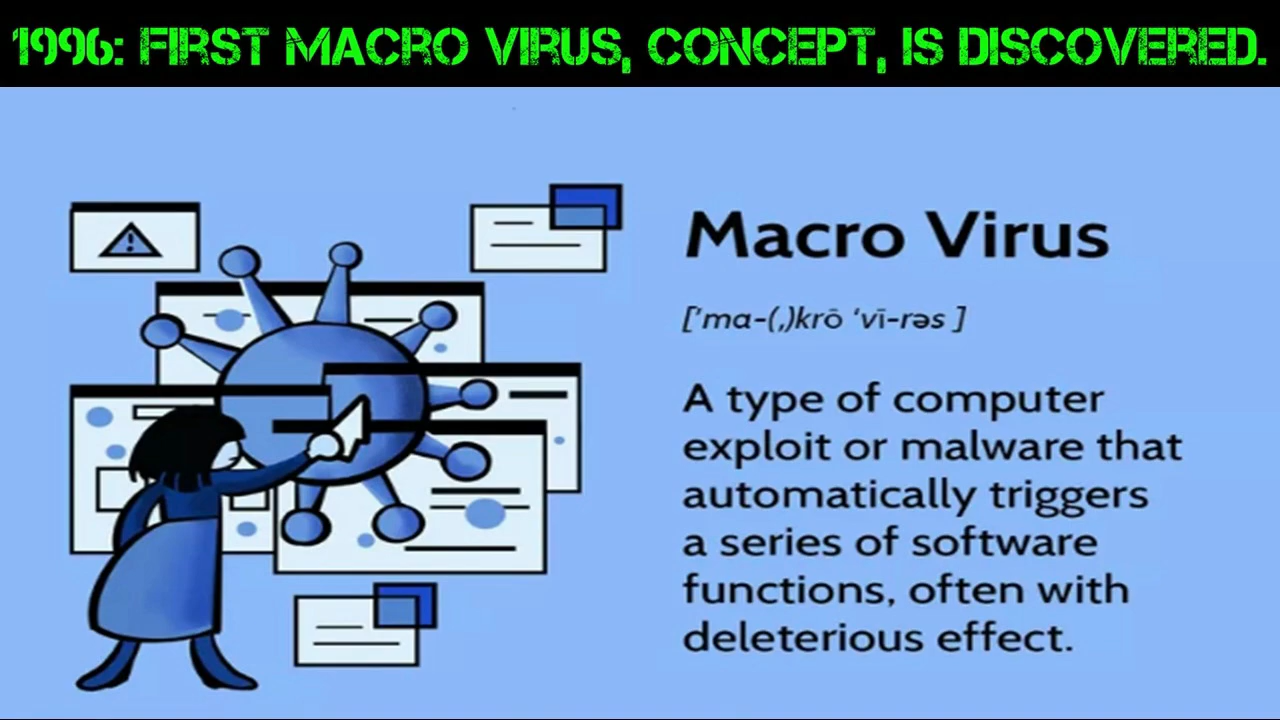 1996: FIRST MACRO VIRUS, CONCEPT, IS DISCOVERED.
Macro Virus
['ma-(,)krō 'vī-rəs ]
A type of computer
exploit or malware that
automatically triggers
a series of software
functions, often with
deleterious effect.